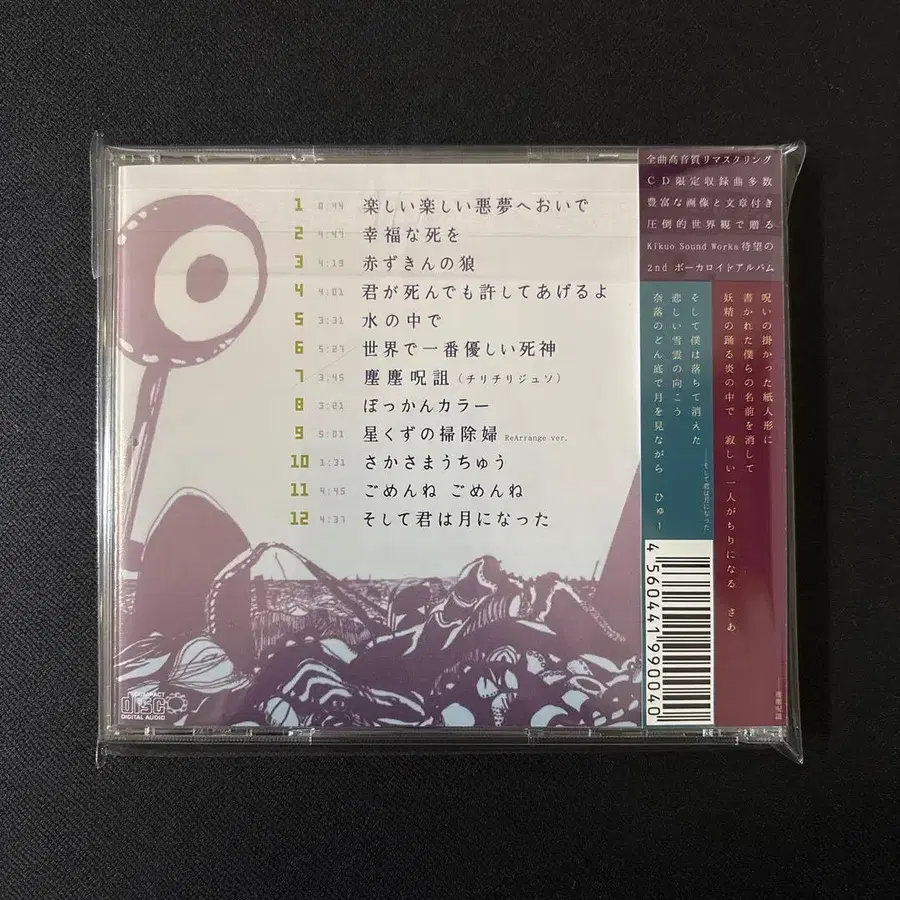 1 0:44 楽しい楽しい悪夢へおいで
2 4:47 幸福な死を
3 4:19 赤ずきんの狼
4 4:01 君が死んでも許してあげるよ
5 3:31 水の中で
6 5:27 世界で一番優しい死神
7 3:45 塵塵呪詛（チリチリジュソ）
8 3:21 ぽっかんカラー
9 5:01 星くずの掃除婦 ReArrange ver.
10 1:31 さかさまうちゅう
11 4:45 ごめんね ごめんね
12 4:37 そして君は月になった
COMPACT
disc
DIGITAL AUDIO
全曲高音質リマスタリング
CD限定収録曲多数
豊富な画像と文章付き
圧倒的世界観で贈る
Kikuo Sound Works待望の
2nd ボーカロイドアルバム
呪いの掛かった紙人形に
書かれた僕らの名前を消して
妖精の踊る炎の中で 寂しい一人がちりになる さあ
――塵塵呪詛
そして僕は落ちて消えた
悲しい雪雲の向こう
奈落のどん底で月を見ながら ひゅー
――そして君は月になった
4560441990040